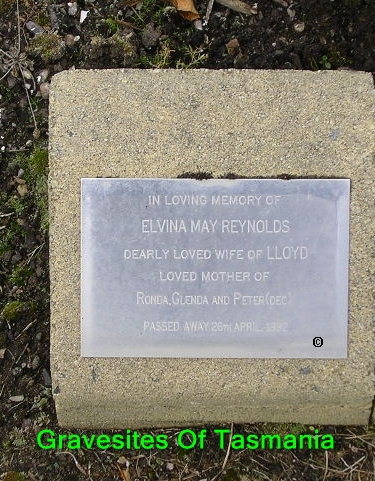 IN LOVING MEMORY OF
ELVINA MAY REYNOLDS
DEARLY LOVED WIFE OF LLOYD
LOVED MOTHER OF
RONDA, GLENDA AND PETER (DEC)
PASSED AWAY 28TH APRIL, 1992
©
Gravesites Of Tasmania